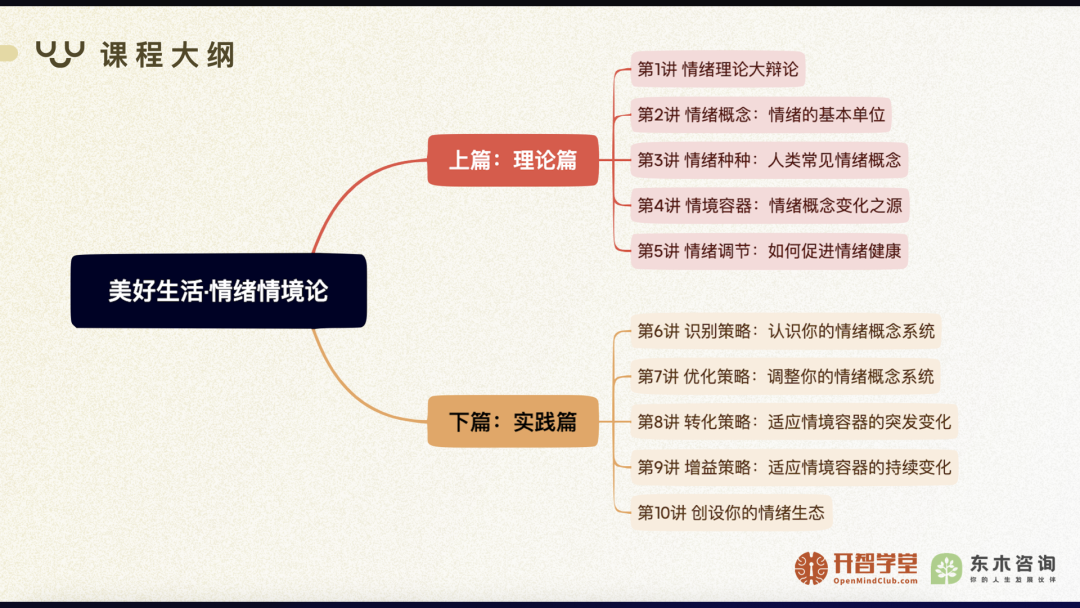 课程大纲
美好生活·情绪情境论
上篇：理论篇
第1讲 情绪理论大辩论
第2讲 情绪概念：情绪的基本单位
第3讲 情绪种种：人类常见情绪概念
第4讲 情境容器：情绪概念变化之源
第5讲 情绪调节：如何促进情绪健康
下篇：实践篇
第6讲 识别策略：认识你的情绪概念系统
第7讲 优化策略：调整你的情绪概念系统
第8讲 转化策略：适应情境容器的突发变化
第9讲 增益策略：适应情境容器的持续变化
第10讲 创设你的情绪生态
开智学堂
OpenMindClub.com
东木咨询
你的人生发展伙伴